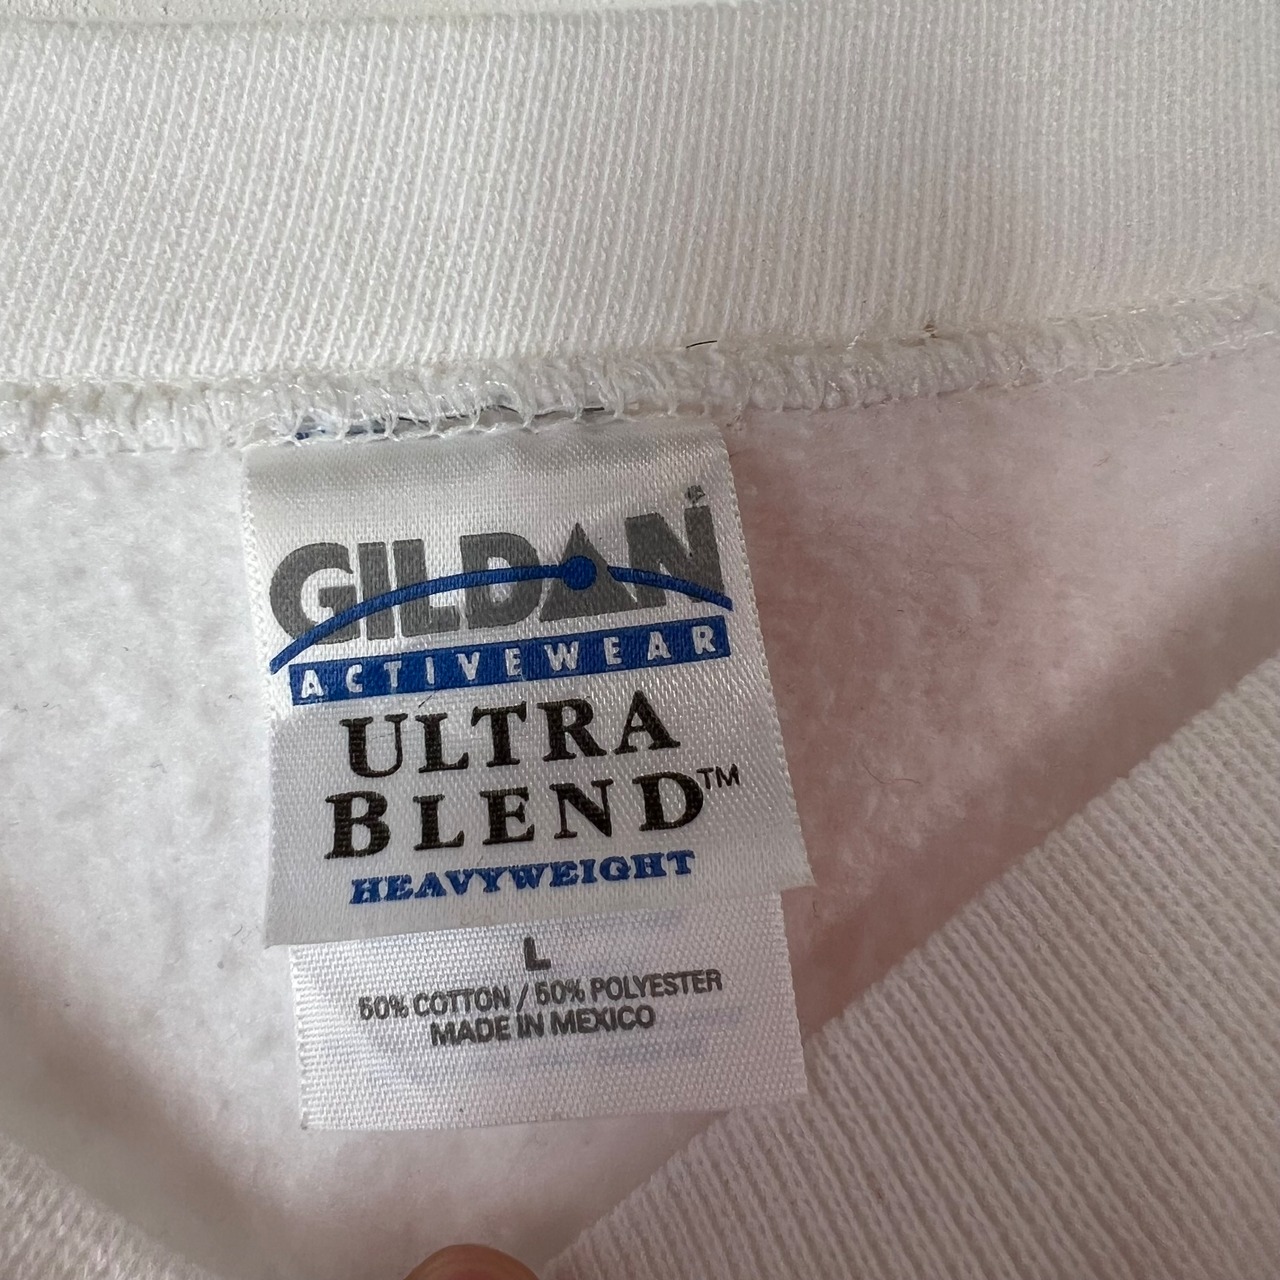 GILDAN®
ACTIVEWEAR
ULTRA
BLEND™
HEAVYWEIGHT
L
50% COTTON / 50% POLYESTER
MADE IN MEXICO